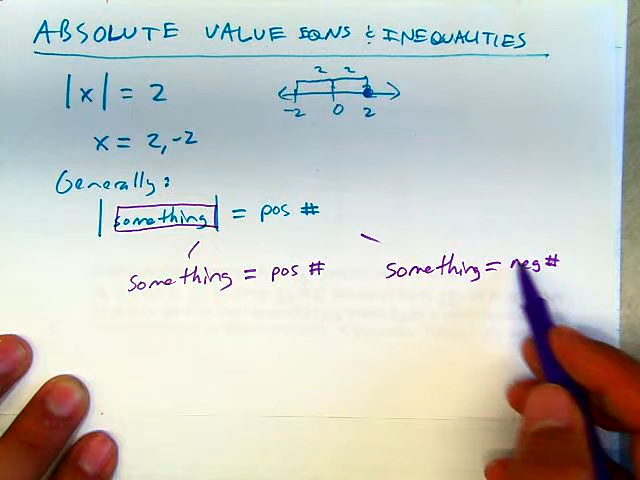 ABSOLUTE VALUE EQNS & INEQUALITIES
|x| = 2
2 2
-2 0 2
x = 2, -2
Generally:
|something| = pos #
something = pos # something = neg #